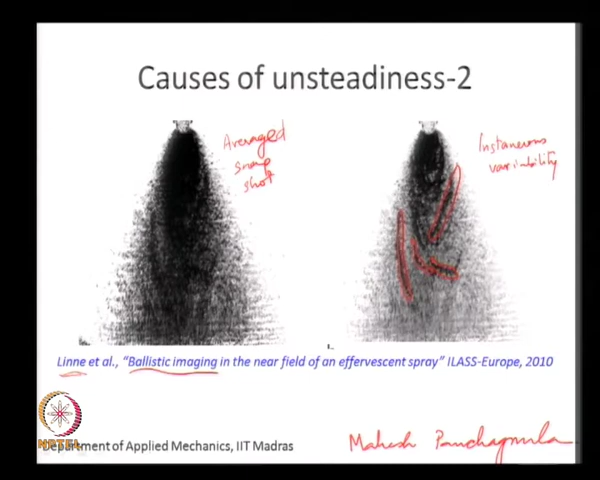 Causes of unsteadiness-2
Averaged
snap
shot
Instaneous
variability
Linne et al., “Ballistic imaging in the near field of an effervescent spray” ILASS-Europe, 2010
NPTEL
Department of Applied Mechanics, IIT Madras
Mahesh Panchagnula